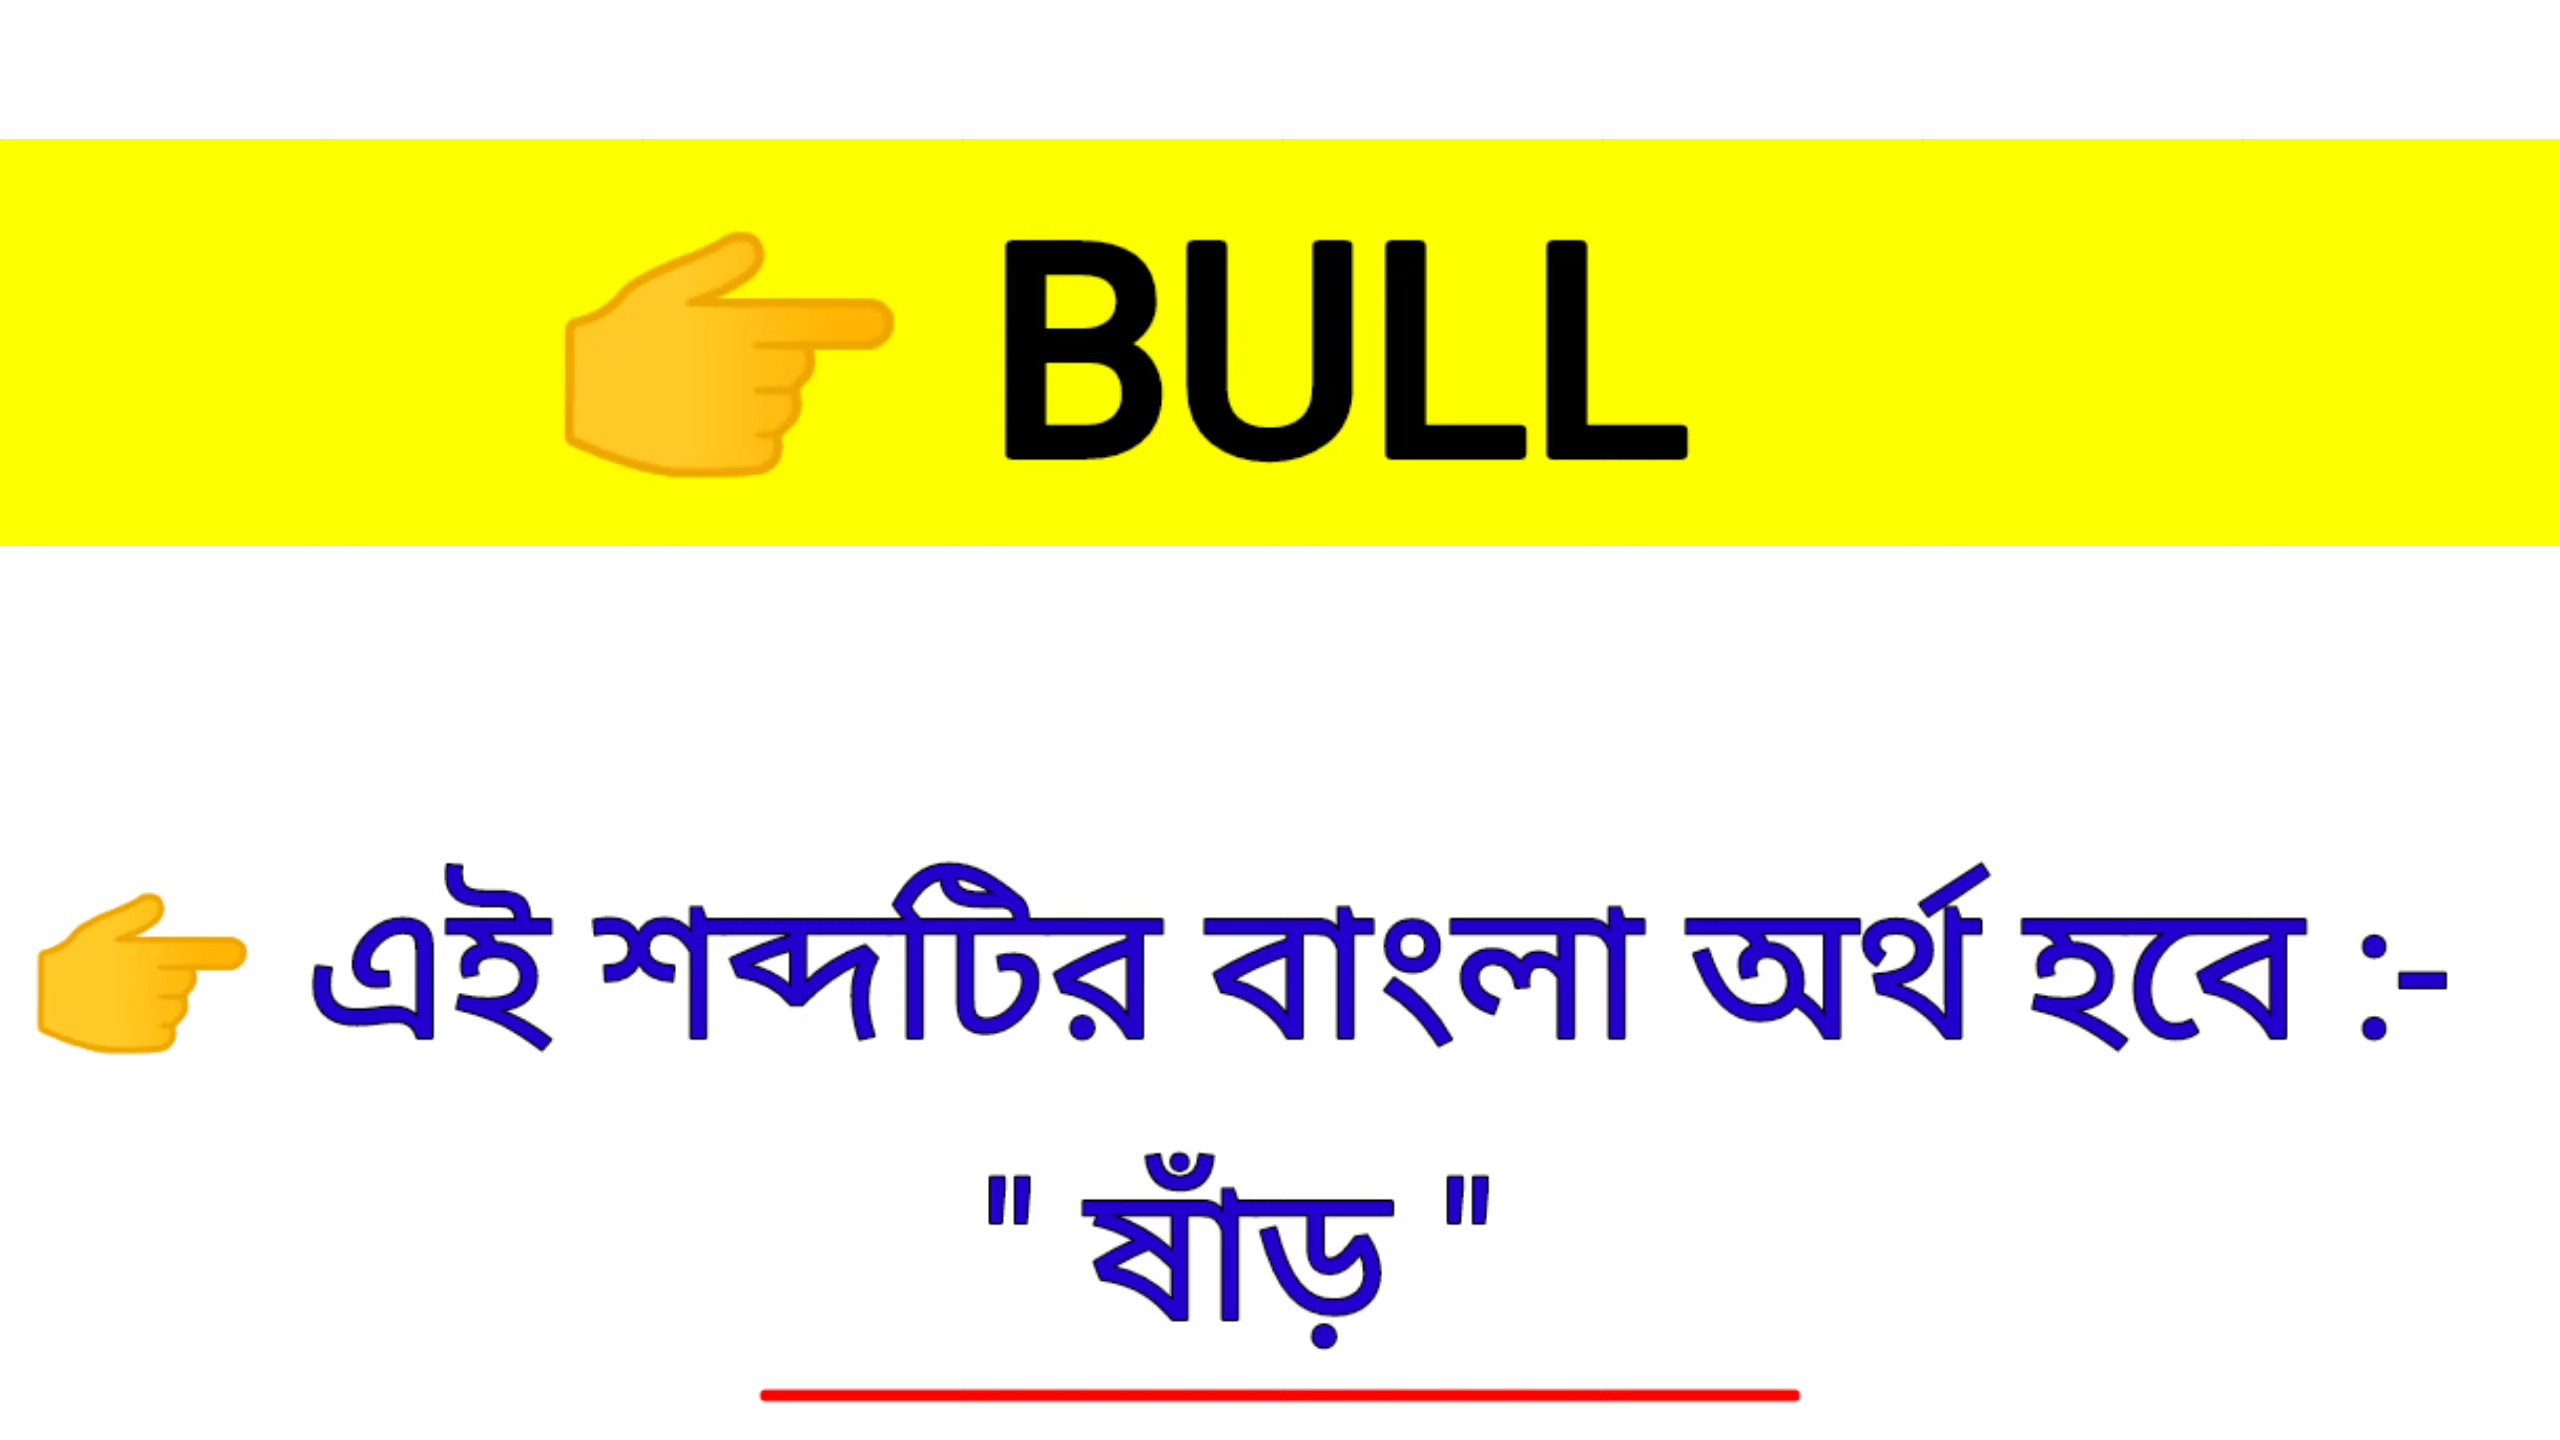 👉 BULL
👉 এই শব্দটির বাংলা অর্থ হবে :-
" ষাঁড় "